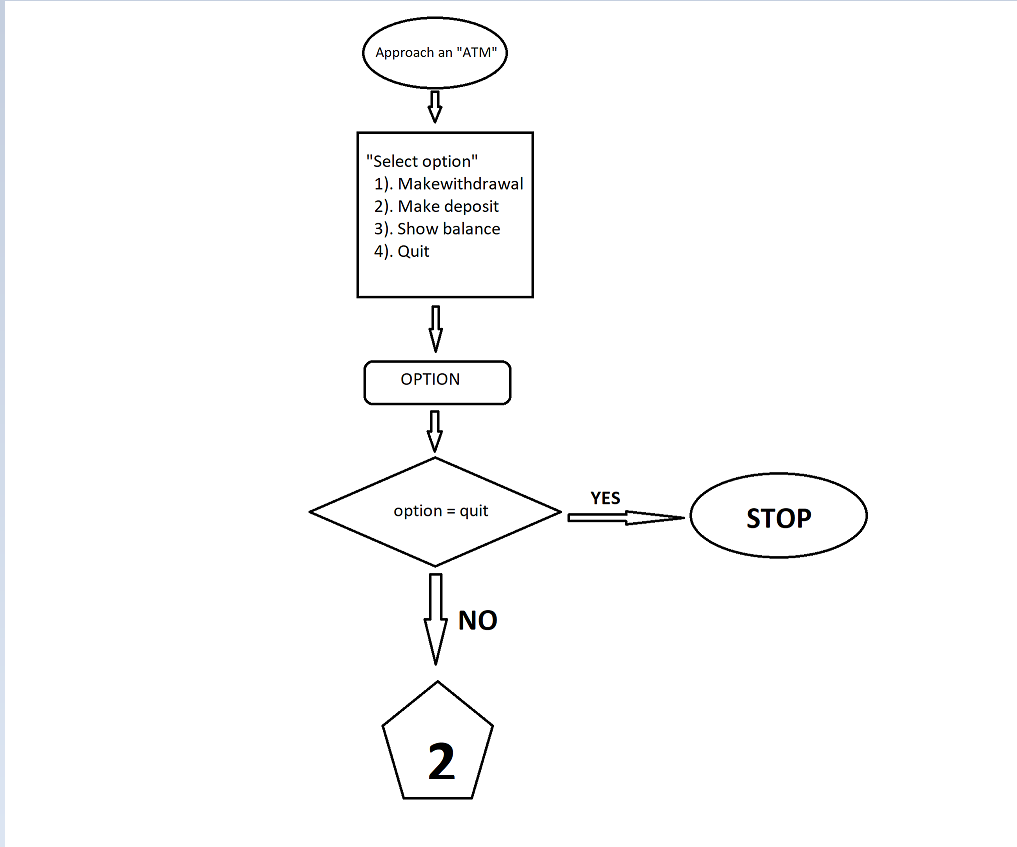 Approach an "ATM"
"Select option"
1). Makewithdrawal
2). Make deposit
3). Show balance
4). Quit
OPTION
option = quit
YES
STOP
NO
2